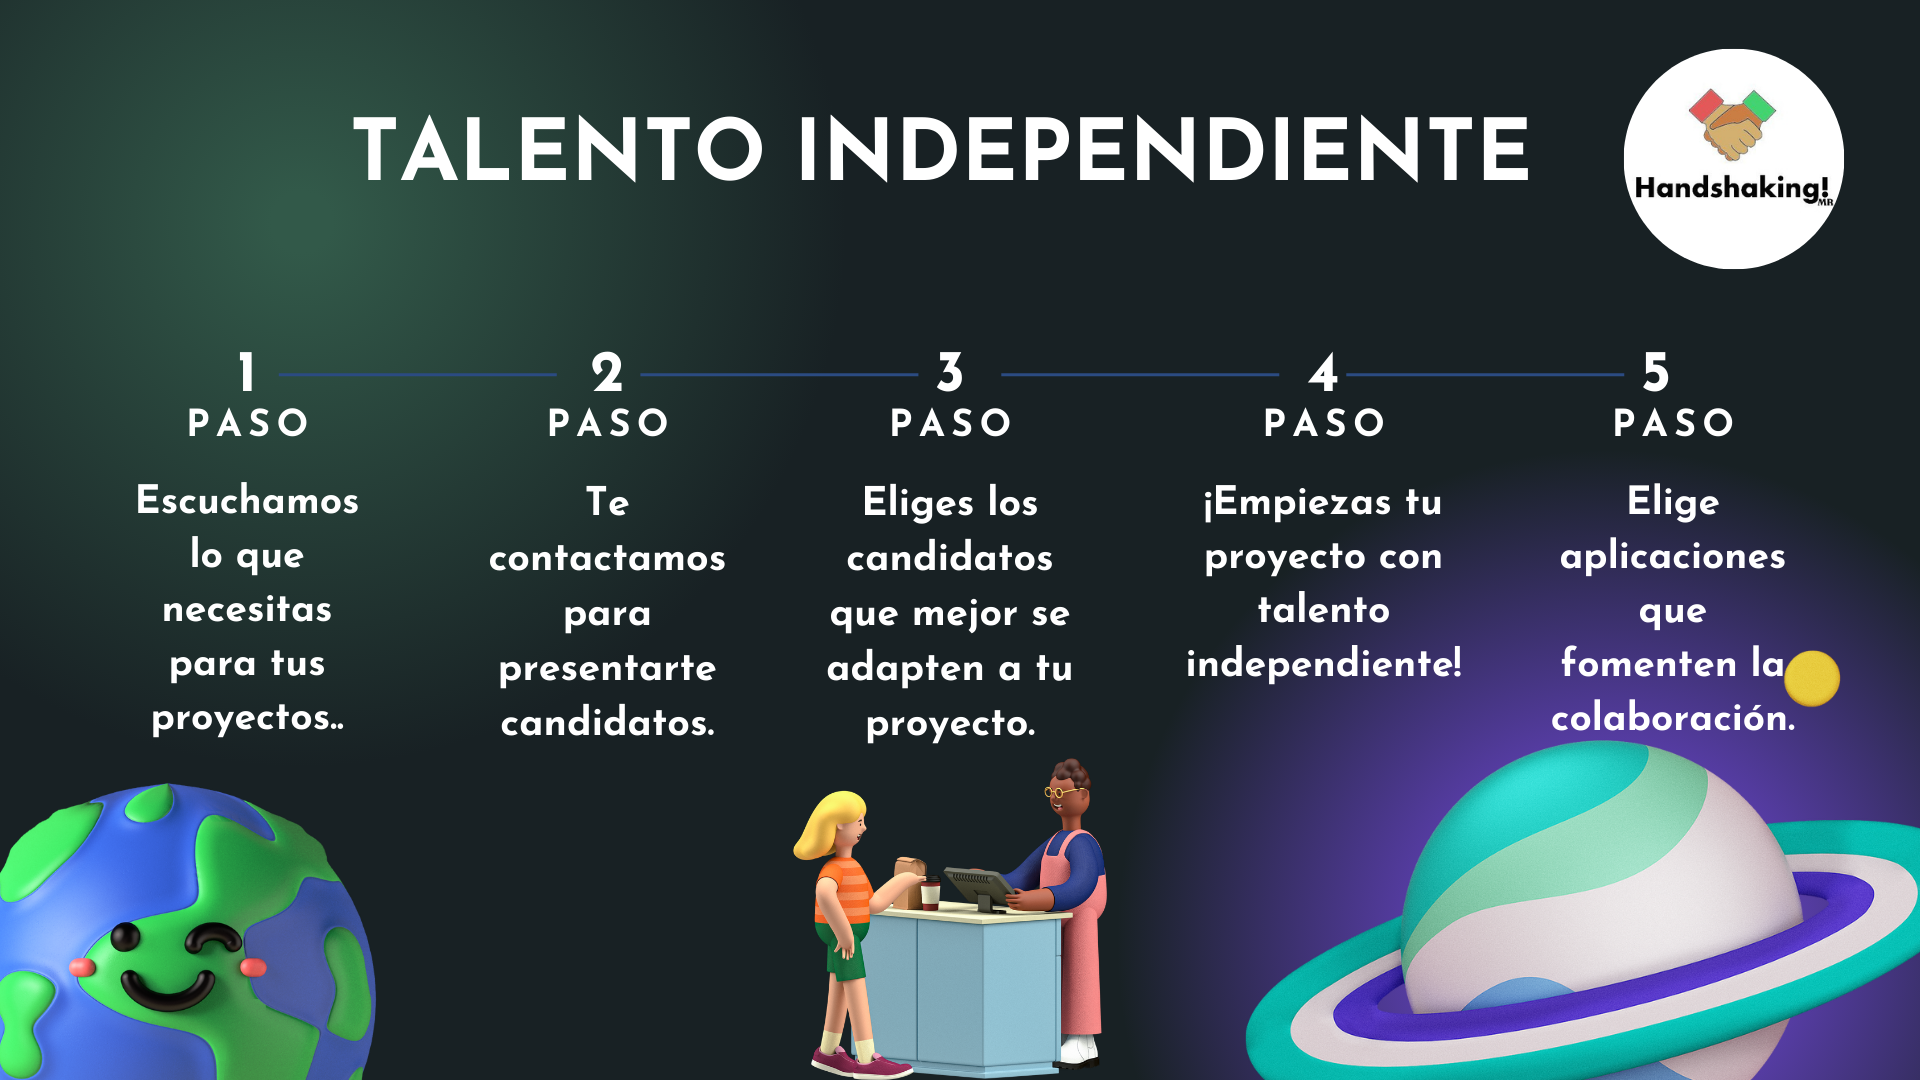 TALENTO INDEPENDIENTE
Handshaking!
MR
1
PASO
Escuchamos
lo que
necesitas
para tus
proyectos..
2
PASO
Te
contactamos
para
presentarte
candidatos.
3
PASO
Eliges los
candidatos
que mejor se
adapten a tu
proyecto.
4
PASO
¡Empiezas tu
proyecto con
talento
independiente!
5
PASO
Elige
aplicaciones
que
fomenten la
colaboración.